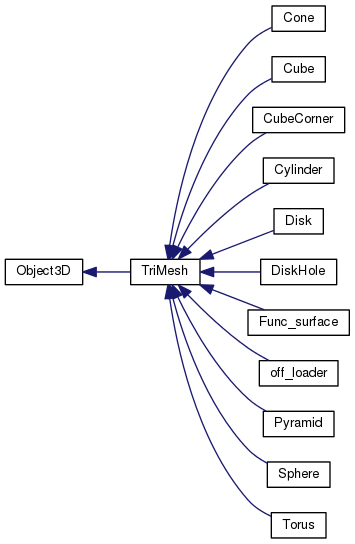 Cone
Cube
CubeCorner
Cylinder
Disk
Object3D
TriMesh
DiskHole
Func_surface
off_loader
Pyramid
Sphere
Torus